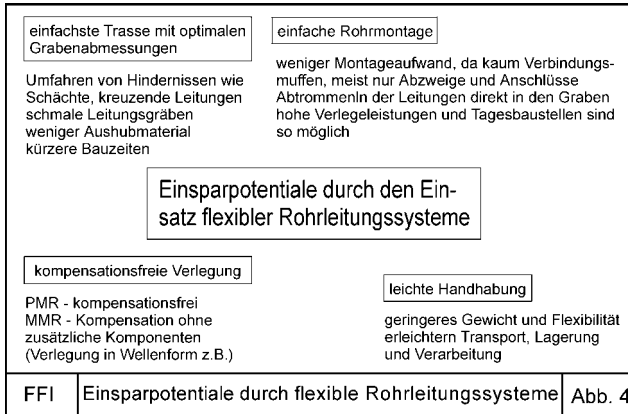 einfachste Trasse mit optimalen
Grabenabmessungen
Umfahren von Hindernissen wie
Schächte, kreuzende Leitungen
schmale Leitungsgräben
weniger Aushubmaterial
kürzere Bauzeiten
einfache Rohrmontage
weniger Montageaufwand, da kaum Verbindungs-
muffen, meist nur Abzweige und Anschlüsse
Abtrommenln der Leitungen direkt in den Graben
hohe Verlegeleistungen und Tagesbaustellen sind
so möglich
Einsparpotentiale durch den Ein-
satz flexibler Rohrleitungssysteme
kompensationsfreie Verlegung
PMR - kompensationsfrei
MMR - Kompensation ohne
zusätzliche Komponenten
(Verlegung in Wellenform z.B.)
leichte Handhabung
geringeres Gewicht und Flexibilität
erleichtern Transport, Lagerung
und Verarbeitung
FFI Einsparpotentiale durch flexible Rohrleitungssysteme Abb. 4